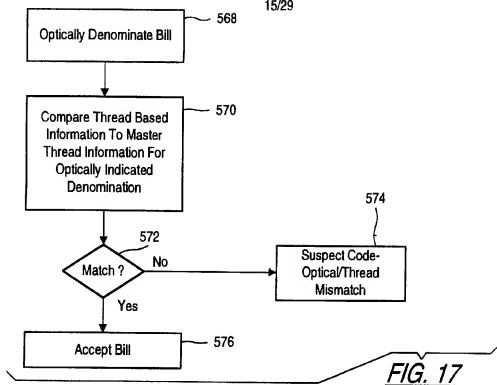 15/29
Optically Denominate Bill
568
Compare Thread Based
Information To Master
Thread Information For
Optically Indicated
Denomination
570
572
Match ?
No
Yes
574
Suspect Code-
Optical/Thread
Mismatch
Accept Bill
576
FIG. 17